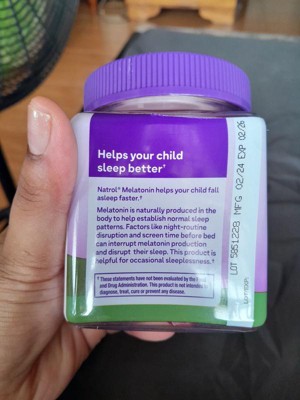 Helps your child
sleep better†
Natrol® Melatonin helps your child fall
asleep faster.†
Melatonin is naturally produced in the
body to help establish normal sleep
patterns. Factors like night-routine
disruption and screen time before bed
can interrupt melatonin production
and disrupt their sleep. This product is
helpful for occasional sleeplessness.†
† These statements have not been evaluated by the Food
and Drug Administration. This product is not intended to
diagnose, treat, cure or prevent any disease.
LOT 5851228 MFG 02/24 EXP 02/26